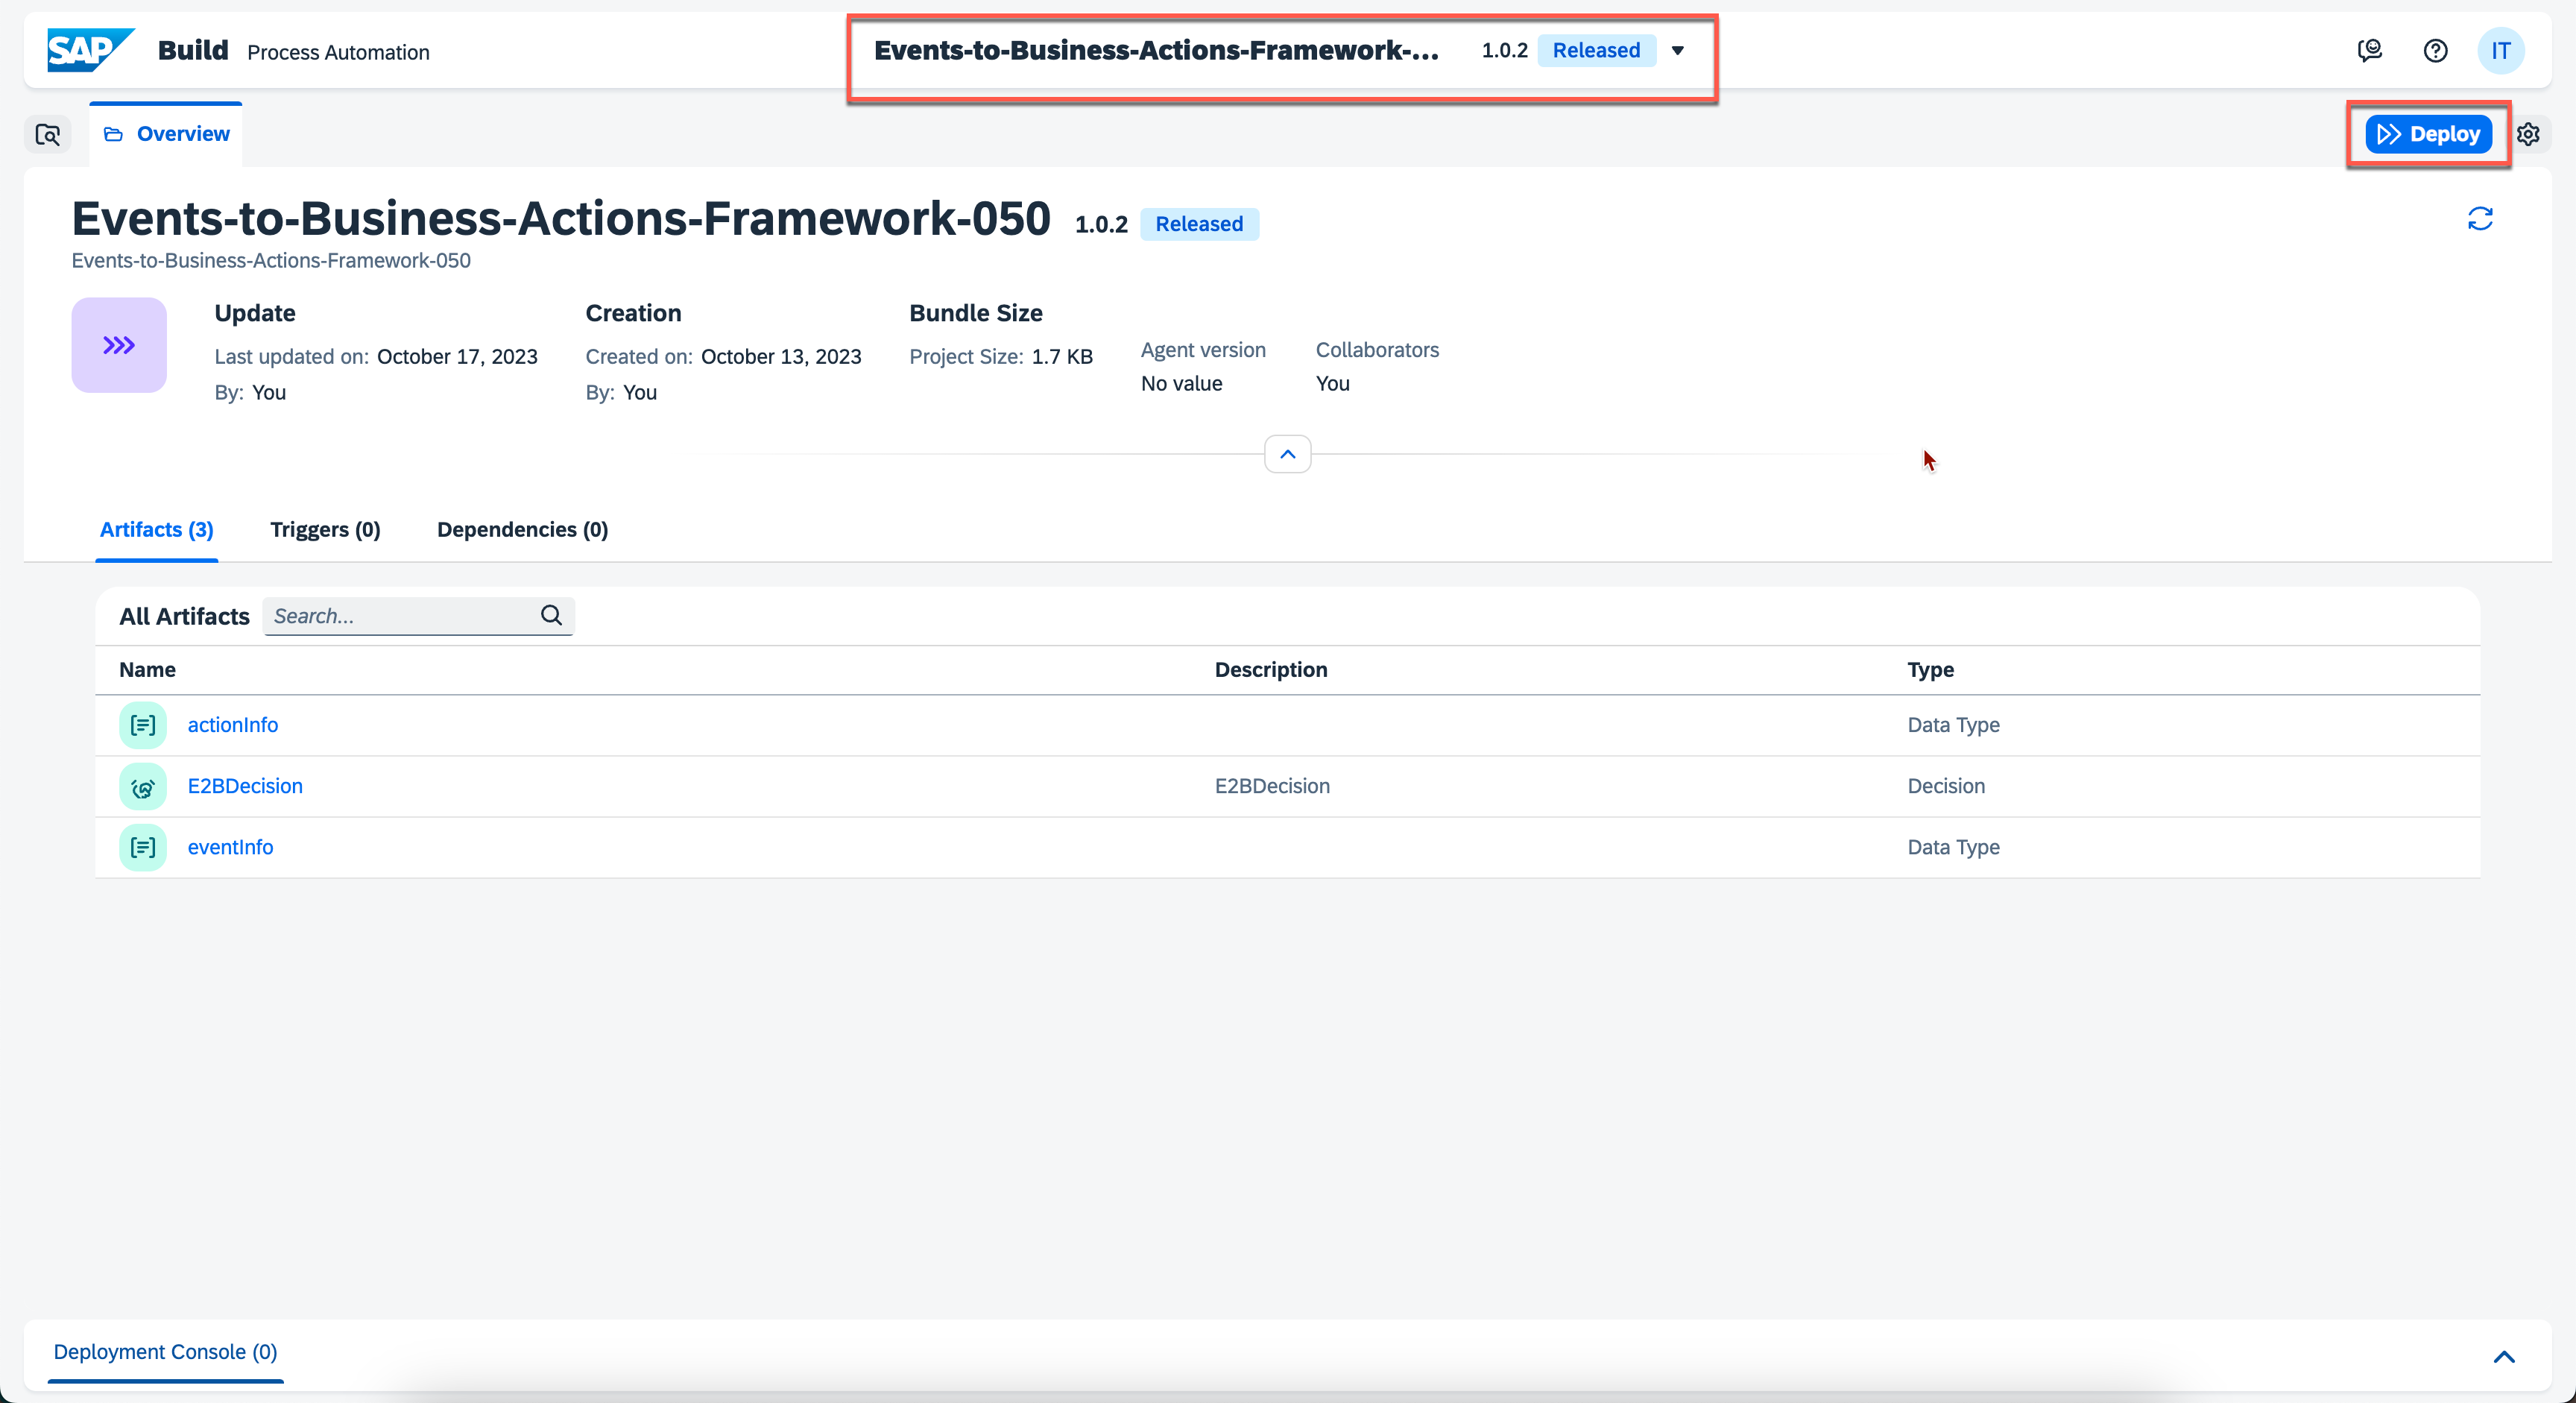 SAP Build Process Automation
Events-to-Business-Actions-Framework-... 1.0.2 Released
IT
Overview
Deploy
Events-to-Business-Actions-Framework-050 1.0.2 Released
Events-to-Business-Actions-Framework-050
Update
Last updated on: October 17, 2023
By: You
Creation
Created on: October 13, 2023
By: You
Bundle Size
Project Size: 1.7 KB
Agent version
No value
Collaborators
You
Artifacts (3) Triggers (0) Dependencies (0)
All Artifacts Search...
Name Description Type
actionInfo Data Type
E2BDecision E2BDecision Decision
eventInfo Data Type
Deployment Console (0)